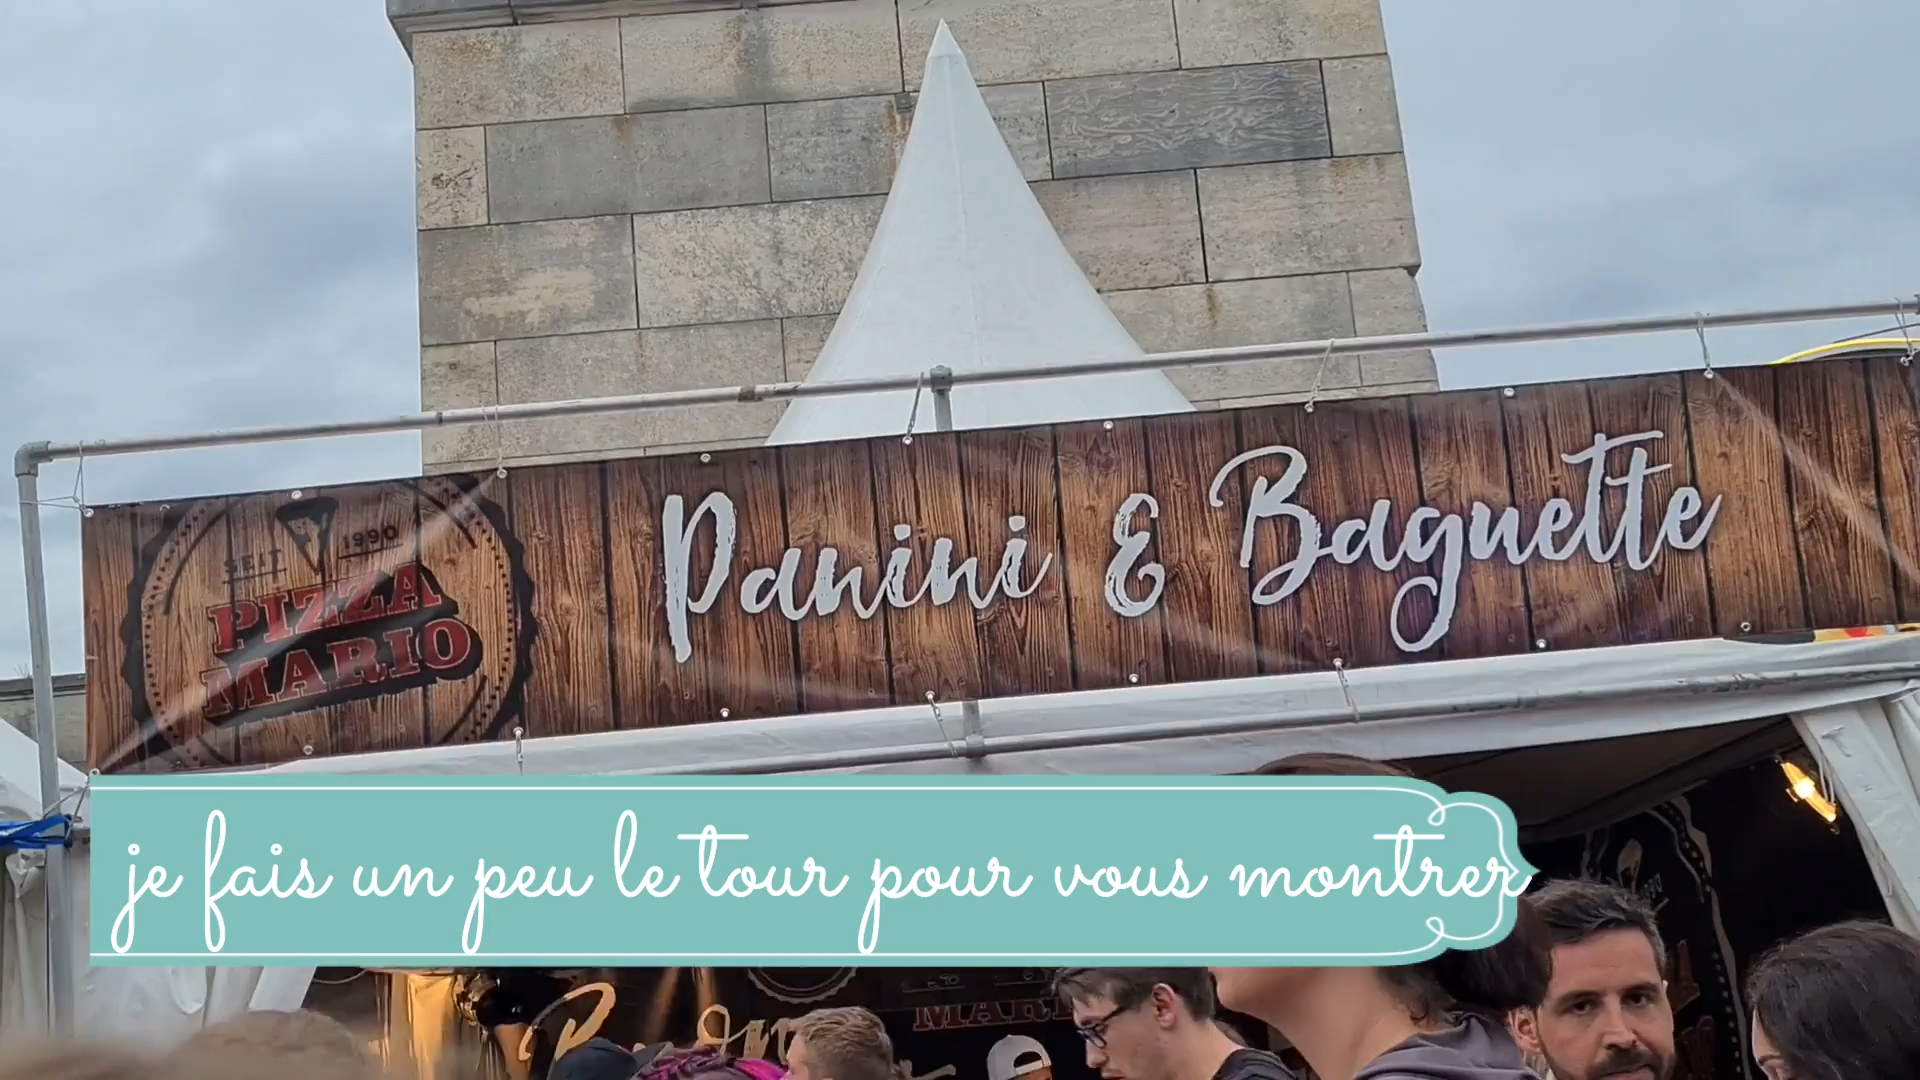 SEIT 1990
PIZZA
MARIO
Panini & Baguette
je fais un peu le tour pour vous montrer